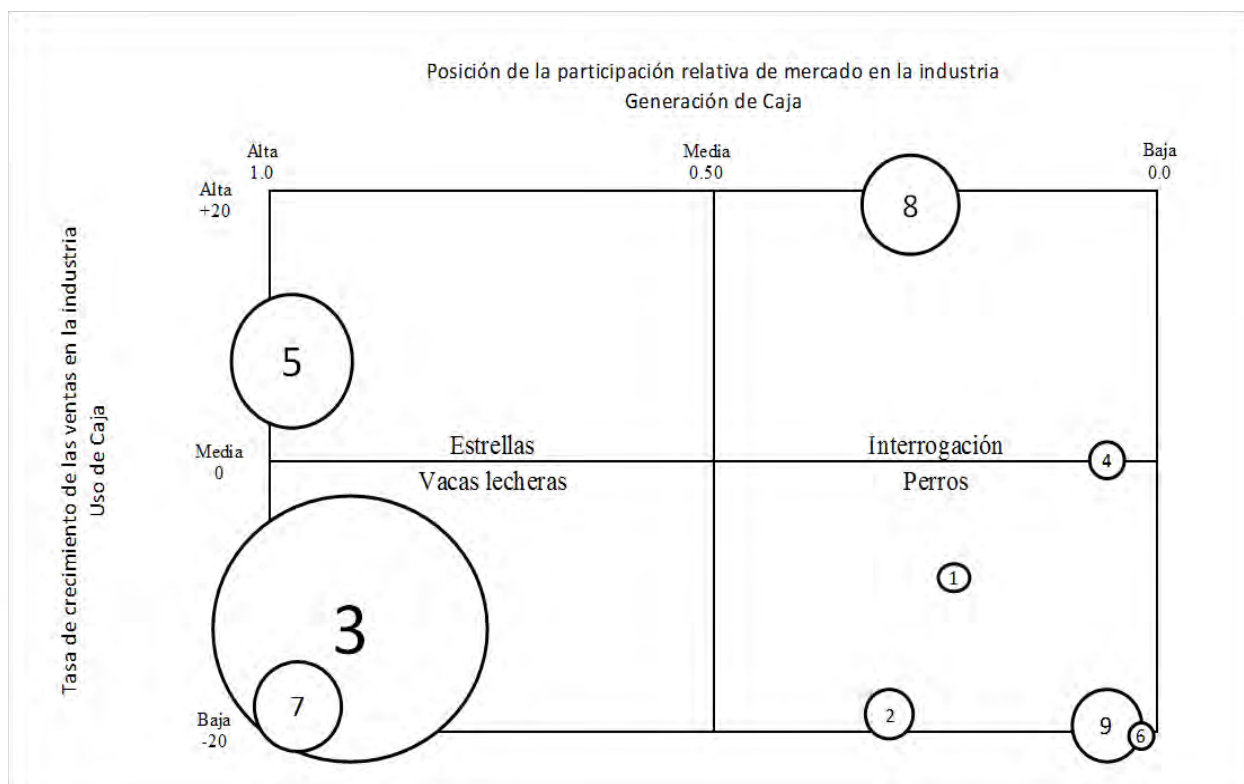 Posición de la participación relativa de mercado en la industria
Generación de Caja
Alta
1.0
Media
0.50
Baja
0.0
Alta
+20
8
5
Tasa de crecimiento de las ventas en la industria
Uso de Caja
Media
0
Estrellas
Interrogación
4
Vacas lecheras
Perros
1
3
7
2
9
6
Baja
-20